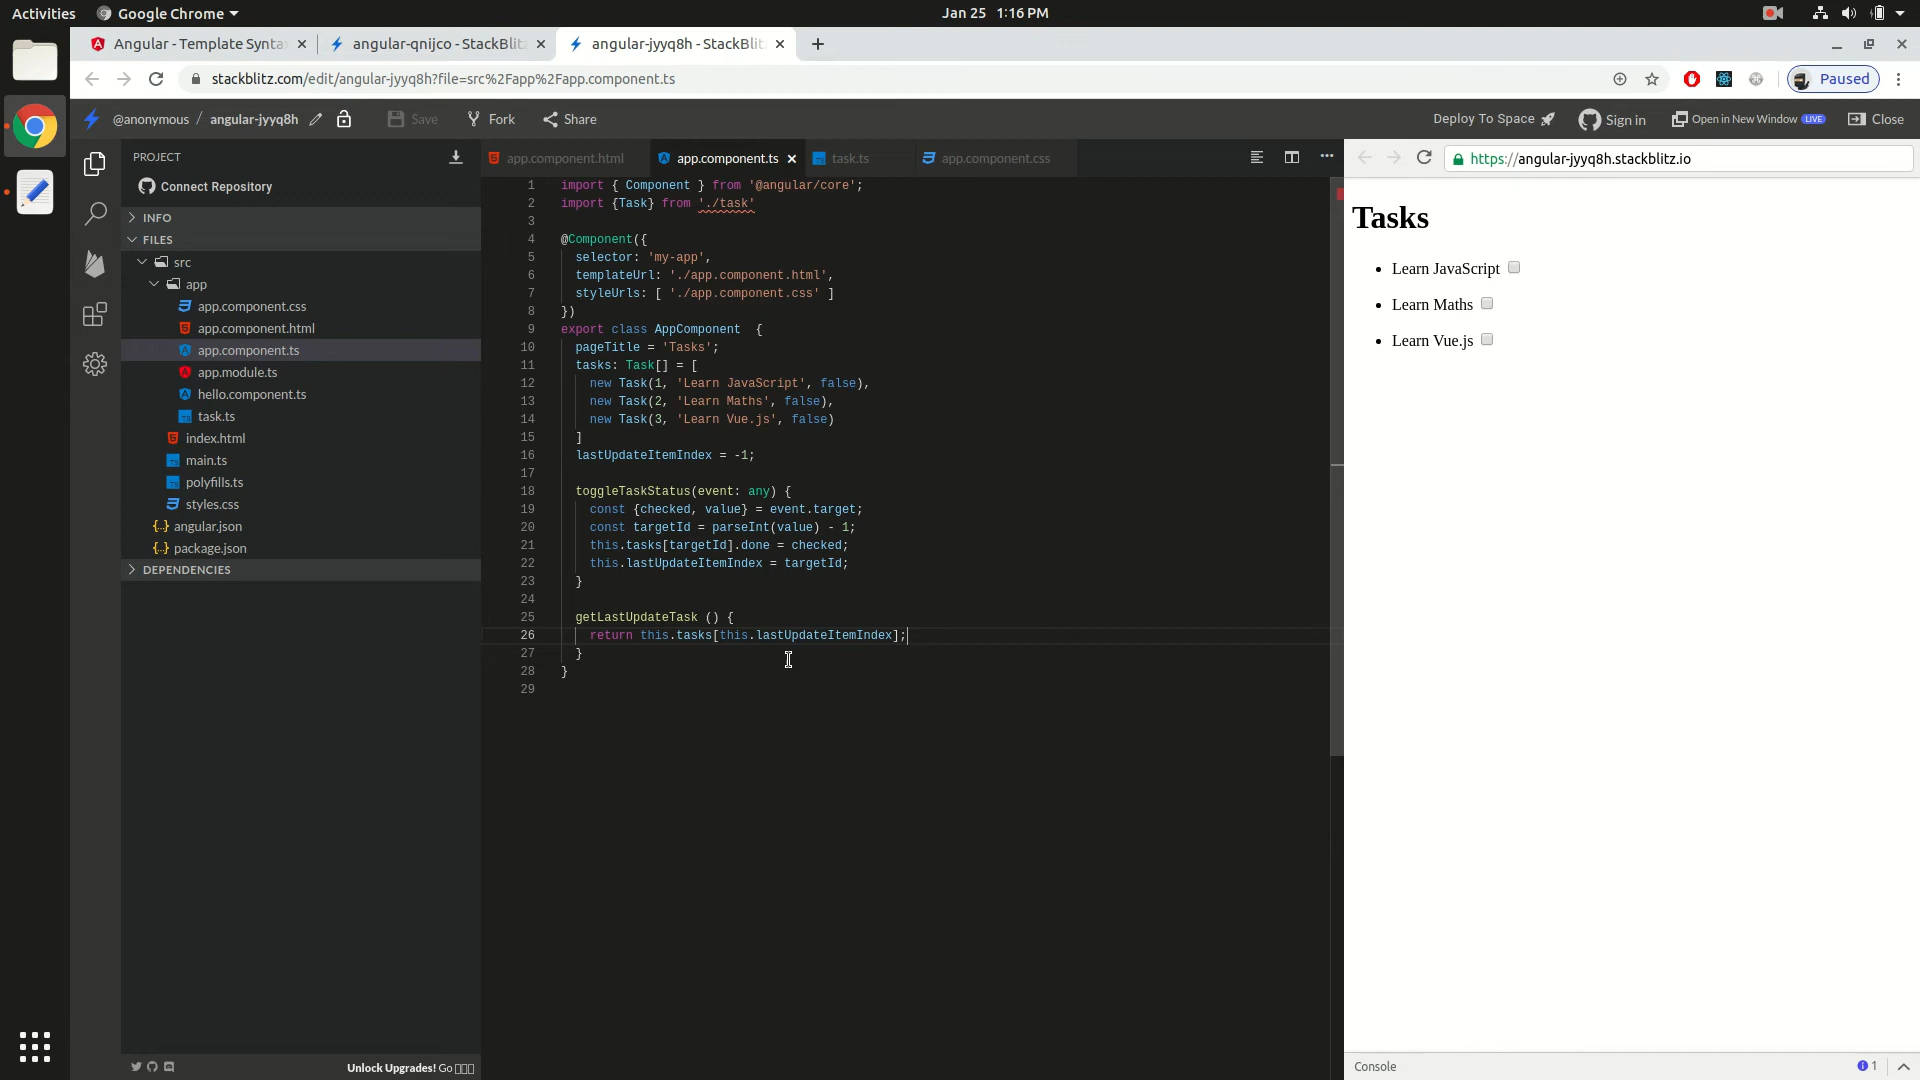 Activities
Google Chrome
Jan 25 1:16 PM
Angular - Template Synta
angular-qnijco - StackBlit
angular-jyyq8h - StackBlit
stackblitz.com/edit/angular-jyyq8h?file=src%2Fapp%2Fapp.component.ts
Paused
@anonymous / angular-jyyq8h
Save
Fork
Share
Deploy To Space
Sign in
Open in New Window LIVE
Close
PROJECT
Connect Repository
INFO
FILES
src
app
app.component.css
app.component.html
app.component.ts
app.module.ts
hello.component.ts
task.ts
index.html
main.ts
polyfills.ts
styles.css
angular.json
package.json
DEPENDENCIES
Unlock Upgrades! Go
app.component.html
app.component.ts
task.ts
app.component.css
1 import { Component } from '@angular/core';
2 import {Task} from './task'
3
4 @Component({
5 selector: 'my-app',
6 templateUrl: './app.component.html',
7 styleUrls: [ './app.component.css' ]
8 })
9 export class AppComponent {
10 pageTitle = 'Tasks';
11 tasks: Task[] = [
12 new Task(1, 'Learn JavaScript', false),
13 new Task(2, 'Learn Maths', false),
14 new Task(3, 'Learn Vue.js', false)
15 ]
16 lastUpdateItemIndex = -1;
17
18 toggleTaskStatus(event: any) {
19 const {checked, value} = event.target;
20 const targetId = parseInt(value) - 1;
21 this.tasks[targetId].done = checked;
22 this.lastUpdateItemIndex = targetId;
23 }
24
25 getLastUpdateTask () {
26 return this.tasks[this.lastUpdateItemIndex];
27 }
28 }
29
https://angular-jyyq8h.stackblitz.io
Tasks
Learn JavaScript
Learn Maths
Learn Vue.js
Console
1